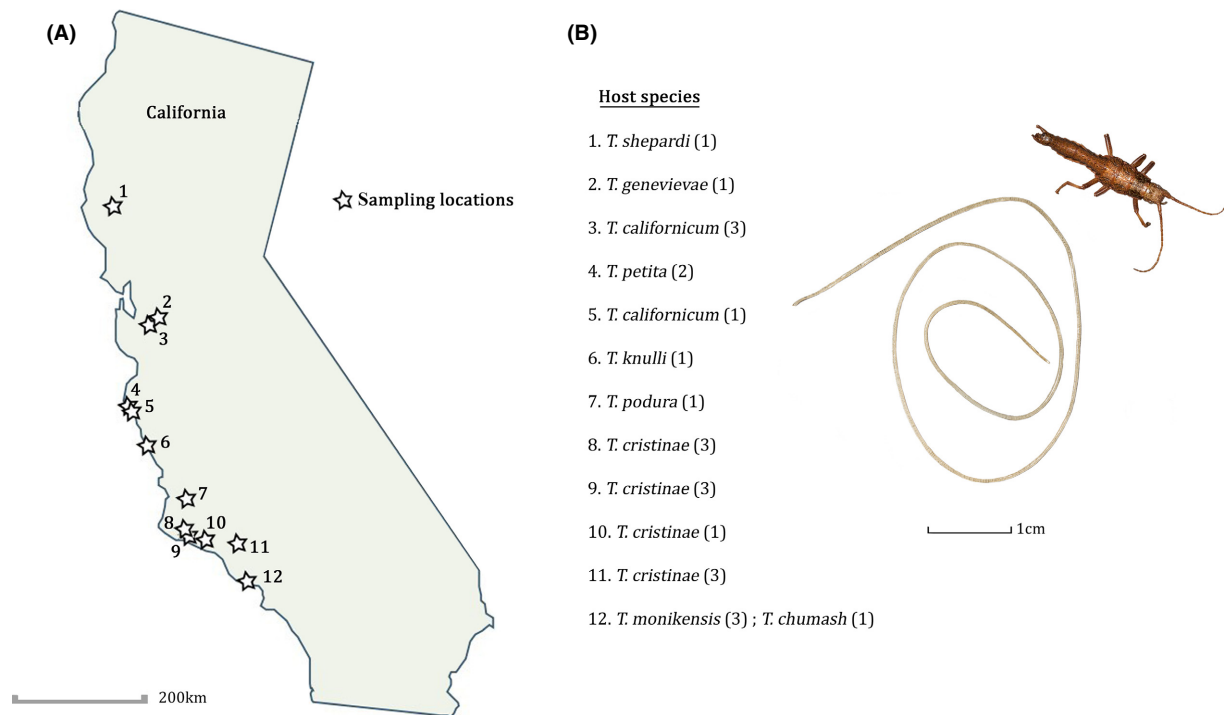 (A)
California
1
Sampling locations
2
3
4
5
6
7
8
10
9
11
12
200km
(B)
Host species
1. T. shepardi (1)
2. T. genevievae (1)
3. T. californicum (3)
4. T. petita (2)
5. T. californicum (1)
6. T. knulli (1)
7. T. podura (1)
8. T. cristinae (3)
9. T. cristinae (3)
10. T. cristinae (1)
11. T. cristinae (3)
12. T. monikensis (3) ; T. chumash (1)
1cm